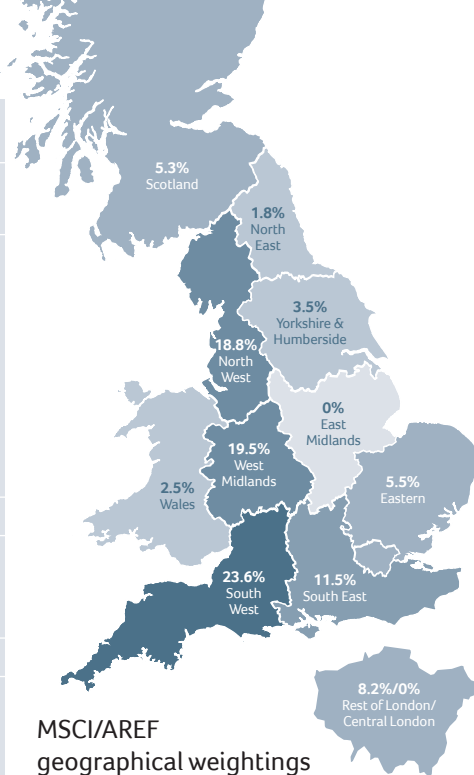 5.3%
Scotland
1.8%
North
East
3.5%
Yorkshire &
Humberside
18.8%
North
West
0%
East
Midlands
19.5%
West
Midlands
2.5%
Wales
5.5%
Eastern
23.6%
South
West
11.5%
South East
8.2%/0%
Rest of London/
Central London
MSCI/AREF
geographical weightings